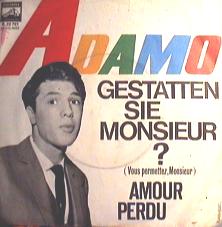 ADAMO
GESTATTEN
SIE
MONSIEUR
?
(Vous permettez, Monsieur)
AMOUR
PERDU